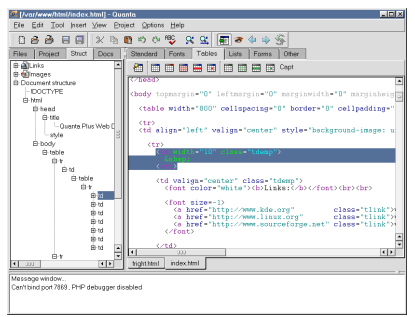 [/var/www/html/index.html] - Quanta
File Edit Tool Insert View Project Options Help
Files Project Struct Docs
Standard Fonts Tables Lists Forms Other
Capt
Links
Images
Document structure
!DOCTYPE
html
head
title
Quanta Plus Web D
style
body
table
tr
td
table
tr
td
td
td
td
td
td
tr
</head>
<body topmargin="0" leftmargin="0" marginwidth="0" marginheig
<table width="800" cellspacing="0" border="0" cellpadding="
<tr>
<td align="left" valign="center" style="background-image: u
<tr>
width="10" class="tdemp">
<td valign="center" class="tdemp">
<font color="white"><b>Links:</b></font><br><br>
<font size=-1>
<a href="http://www.kde.org" class="tlink">
<a href="http://www.linux.org" class="tlink">
<a href="http://www.sourceforge.net" class="tlink">
</font>
</td>
fright.html index.html
Message window...
Can't bind port 7869, PHP debugger disabled